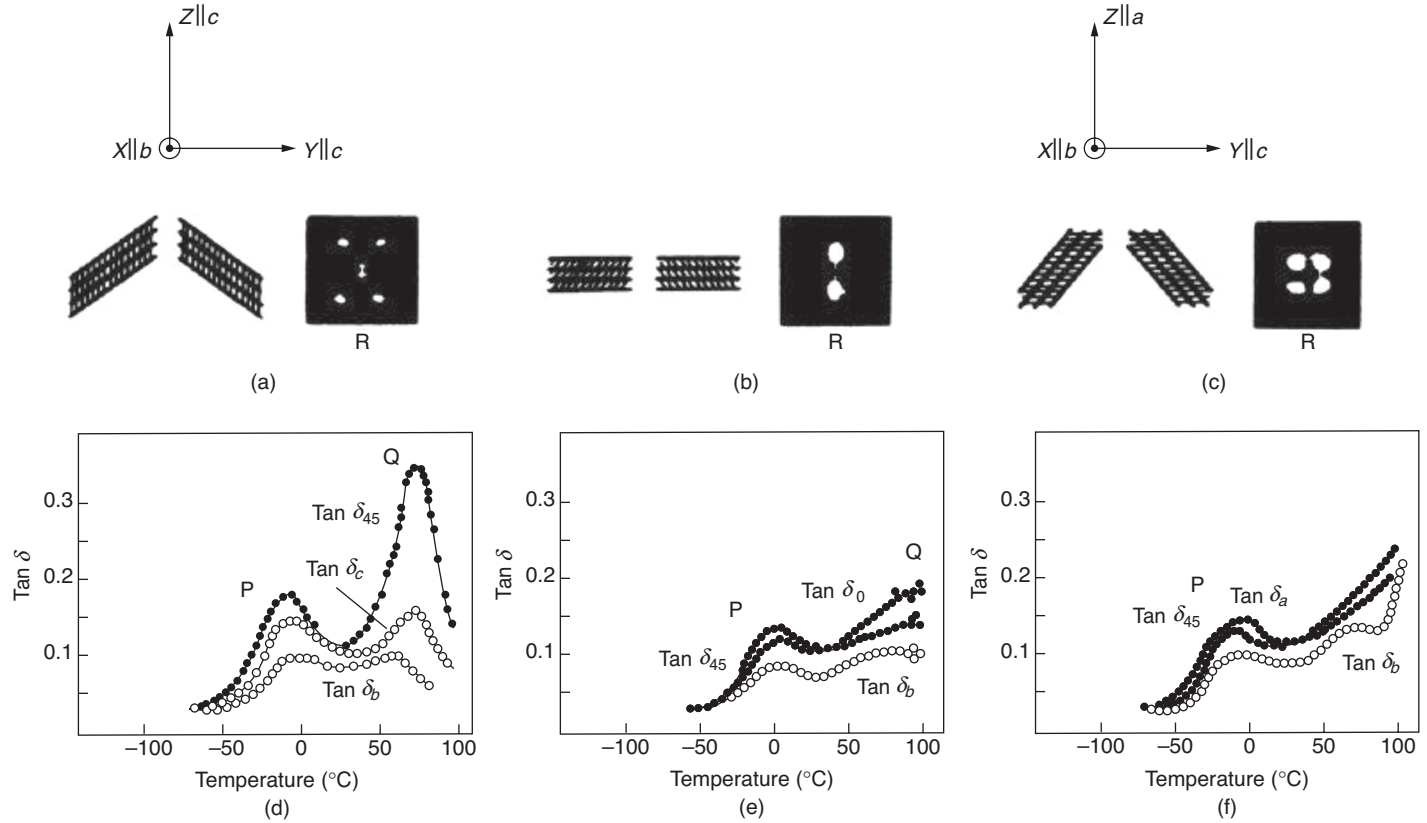 Z||c
X||b
Y||c
R
(a)
R
(b)
Z||a
X||b
Y||c
R
(c)
Tan δ
0.3
0.2
0.1
P
Q
Tan δ45
Tan δc
Tan δb
–100
–50
0
50
100
Temperature (°C)
(d)
Tan δ
0.3
0.2
0.1
P
Q
Tan δ0
Tan δ45
Tan δb
–100
–50
0
50
100
Temperature (°C)
(e)
Tan δ
0.3
0.2
0.1
P
Tan δa
Tan δ45
Tan δb
–100
–50
0
50
100
Temperature (°C)
(f)